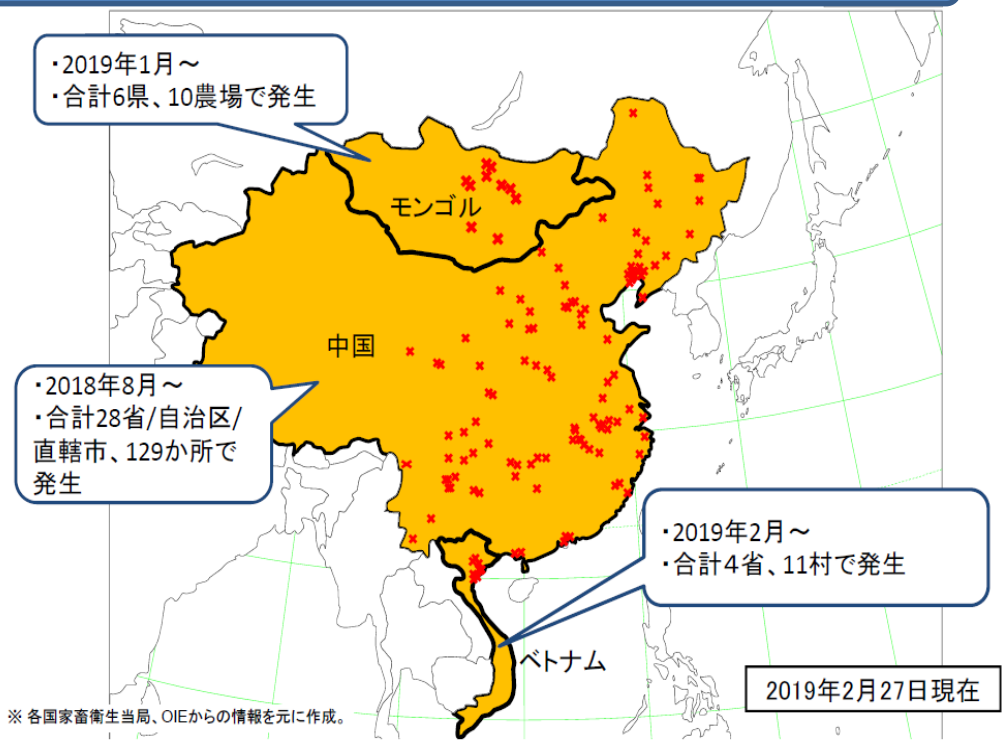 ・2019年1月～
・合計6県、10農場で発生
モンゴル
中国
・2018年8月～
・合計28省/自治区/
直轄市、129か所で
発生
・2019年2月～
・合計４省、11村で発生
ベトナム
2019年2月27日現在
※ 各国家畜衛生当局、OIEからの情報を元に作成。